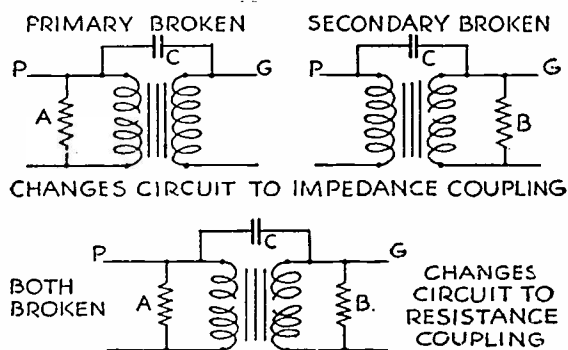 PRIMARY BROKEN
SECONDARY BROKEN
C
P
G
A
C
P
G
B
CHANGES CIRCUIT TO IMPEDANCE COUPLING
C
P
G
BOTH
BROKEN
A
B.
CHANGES
CIRCUIT TO
RESISTANCE
COUPLING